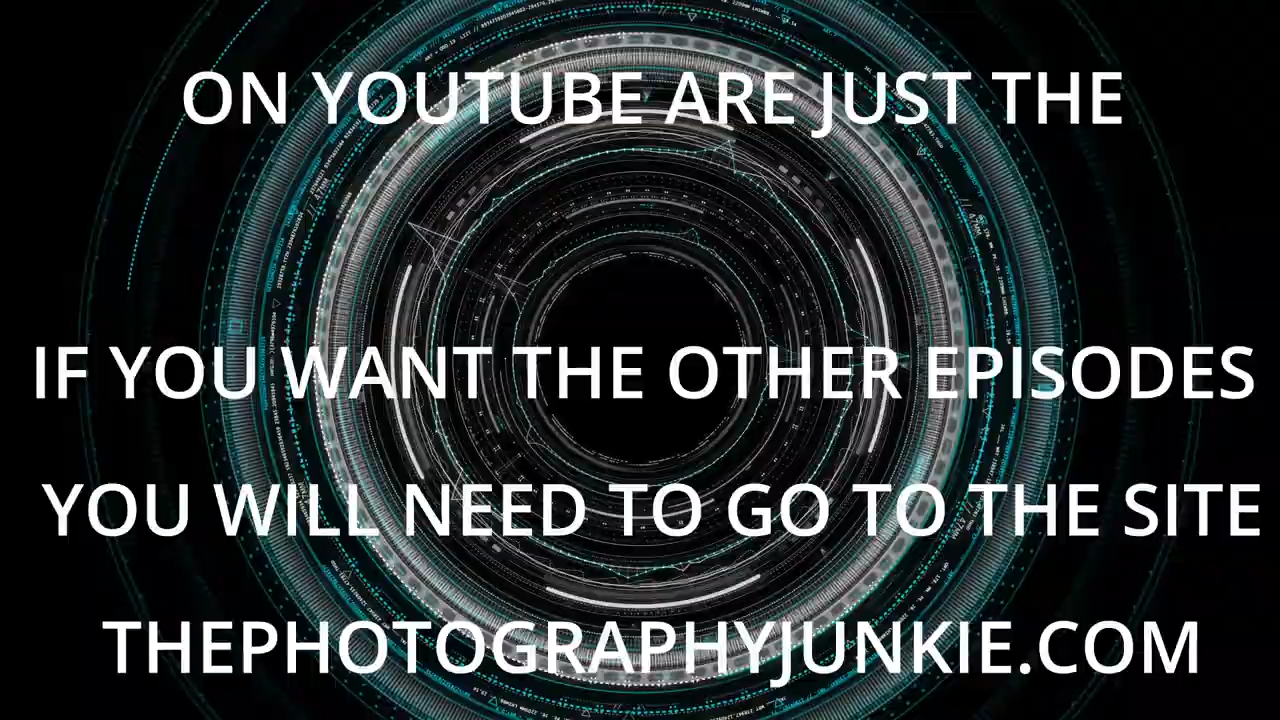 ON YOUTUBE ARE JUST THE
IF YOU WANT THE OTHER EPISODES
YOU WILL NEED TO GO TO THE SITE
THEPHOTOGRAPHYJUNKIE.COM